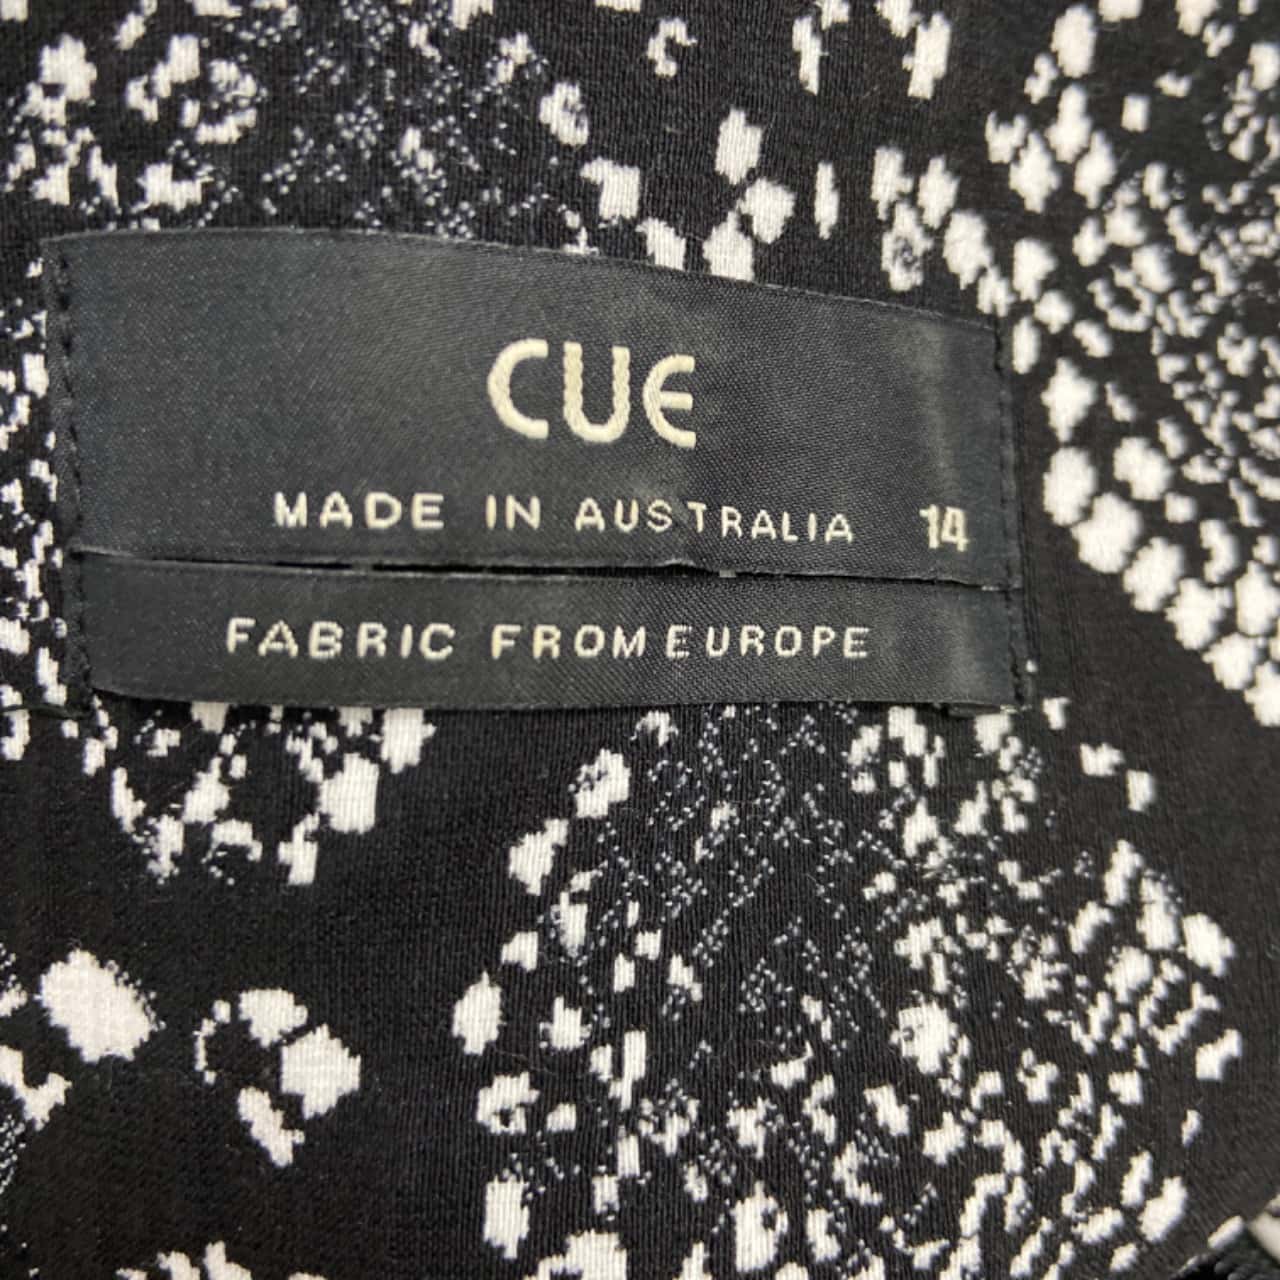 CUE
MADE IN AUSTRALIA 14
FABRIC FROM EUROPE